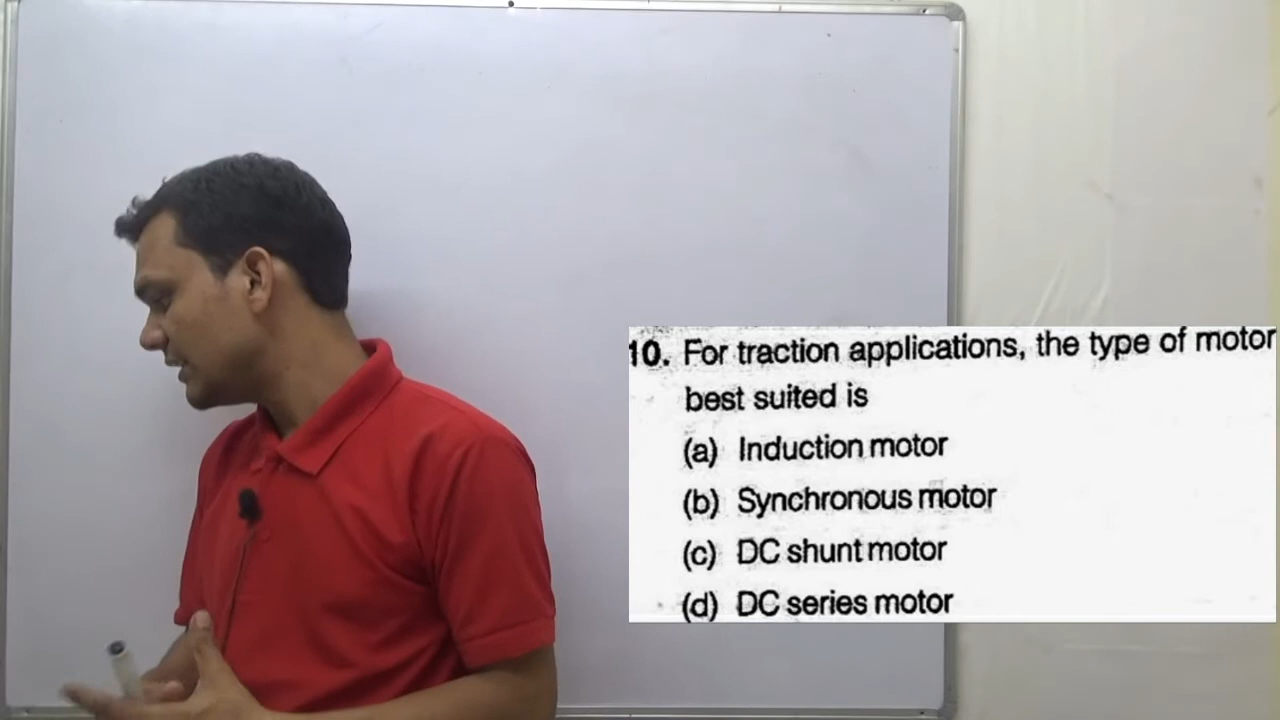 10. For traction applications, the type of motor
best suited is
(a) Induction motor
(b) Synchronous motor
(c) DC shunt motor
(d) DC series motor